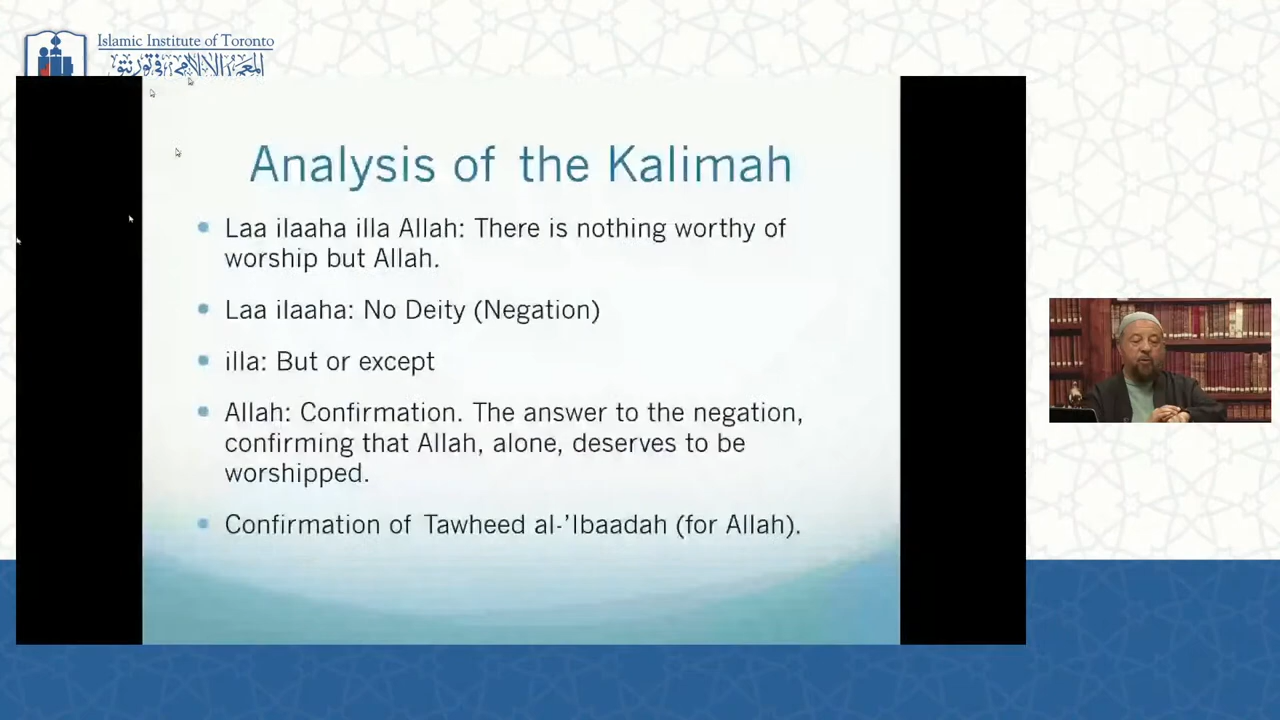 Islamic Institute of Toronto
Analysis of the Kalimah
Laa ilaaha illa Allah: There is nothing worthy of
worship but Allah.
Laa ilaaha: No Deity (Negation)
illa: But or except
Allah: Confirmation. The answer to the negation,
confirming that Allah, alone, deserves to be
worshipped.
Confirmation of Tawheed al-’Ibaadah (for Allah).